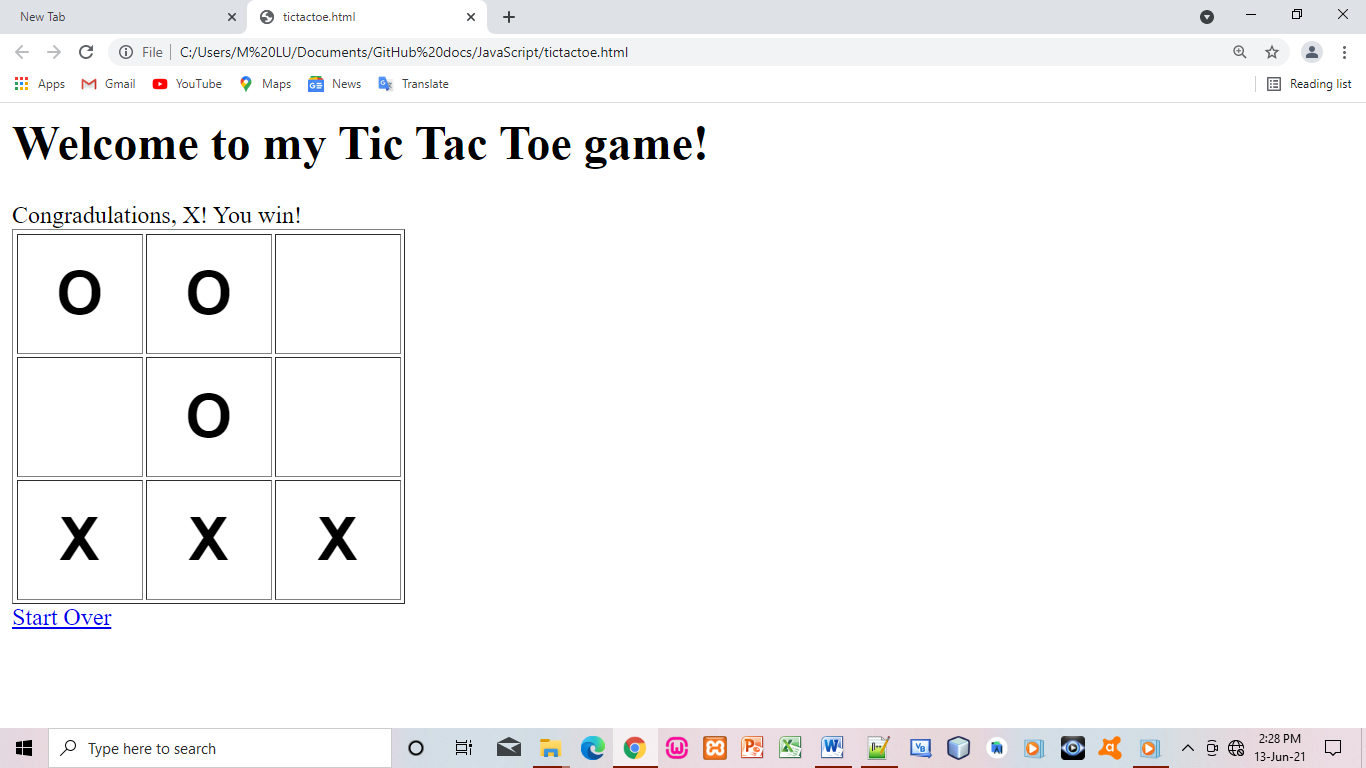 New Tab
tictactoe.html
File C:/Users/M%20LU/Documents/GitHub%20docs/JavaScript/tictactoe.html
Apps Gmail YouTube Maps News Translate Reading list
Welcome to my Tic Tac Toe game!
Congradulations, X! You win!
O O
O
X X X
Start Over
Type here to search
2:28 PM
13-Jun-21